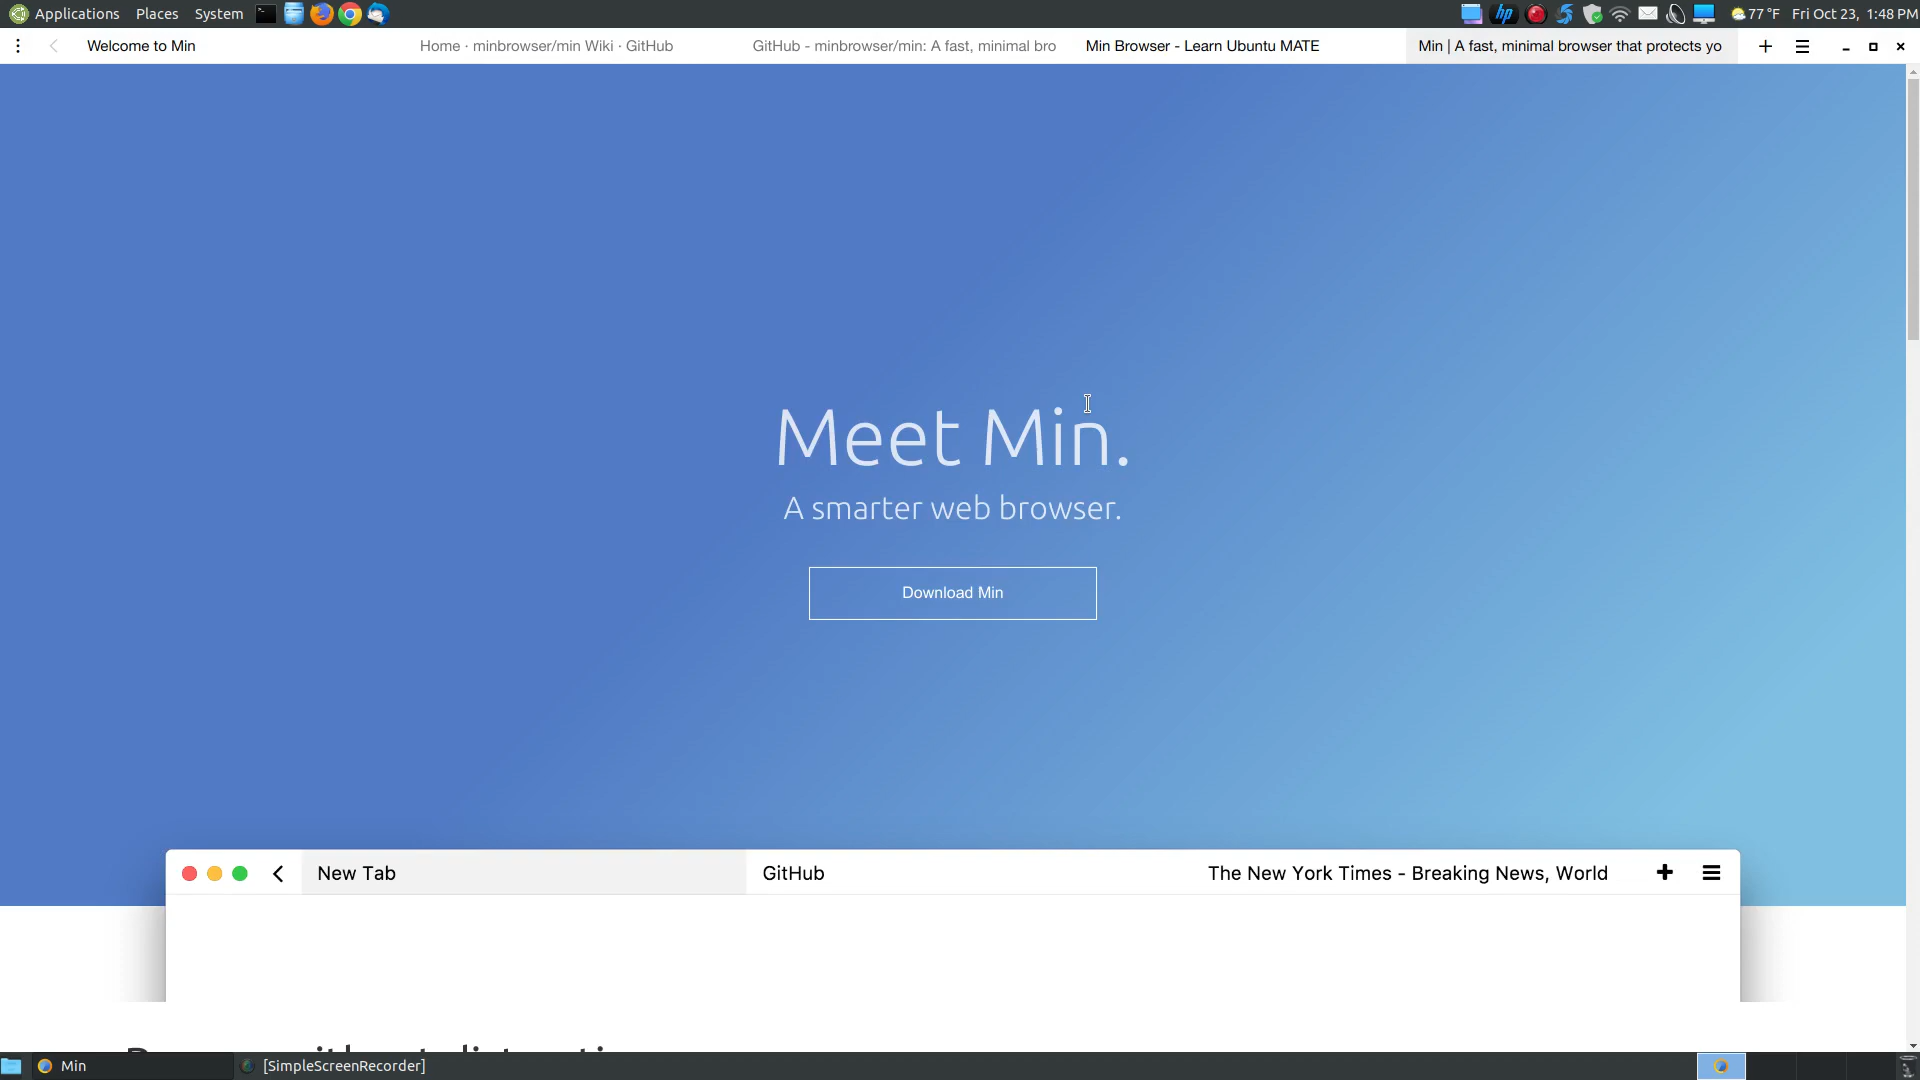 Applications Places System
hp 77 °F Fri Oct 23, 1:48 PM
Welcome to Min
Home · minbrowser/min Wiki · GitHub
GitHub - minbrowser/min: A fast, minimal bro
Min Browser - Learn Ubuntu MATE
Min | A fast, minimal browser that protects yo
Meet Min.
A smarter web browser.
Download Min
New Tab
GitHub
The New York Times - Breaking News, World
Min
[SimpleScreenRecorder]